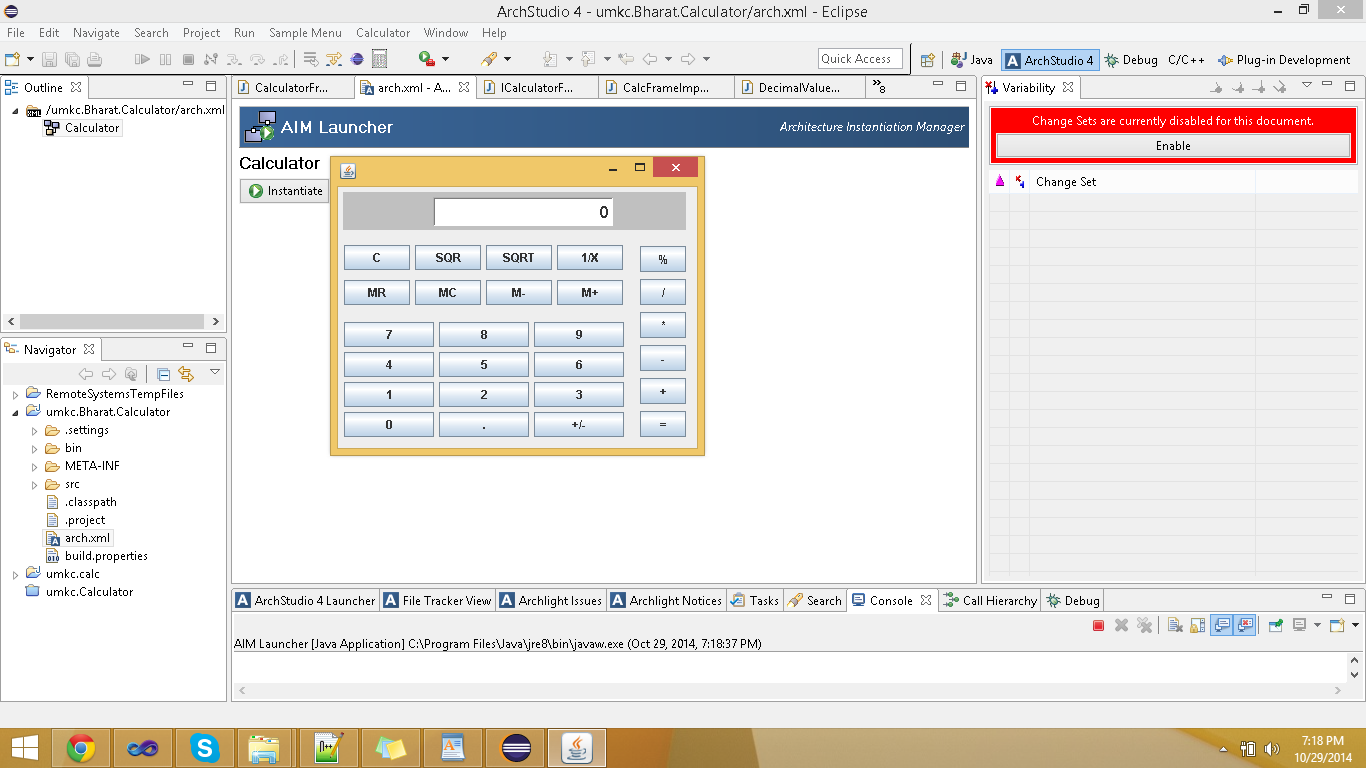 ArchStudio 4 - umkc.Bharat.Calculator/arch.xml - Eclipse
File Edit Navigate Search Project Run Sample Menu Calculator Window Help
Quick Access
Java
ArchStudio 4
Debug
C/C++
Plug-in Development
Outline
/umkc.Bharat.Calculator/arch.xml
Calculator
CalculatorFr...
arch.xml - A...
ICalculatorF...
CalcFrameImp...
DecimalValue...
»8
AIM Launcher
Architecture Instantiation Manager
Calculator
Instantiate
0
C SQR SQRT 1/X %
MR MC M- M+ /
7 8 9 *
4 5 6 -
1 2 3 +
0 . +/- =
Variability
Change Sets are currently disabled for this document.
Enable
Change Set
Navigator
RemoteSystemsTempFiles
umkc.Bharat.Calculator
.settings
bin
META-INF
src
.classpath
.project
arch.xml
build.properties
umkc.calc
umkc.Calculator
ArchStudio 4 Launcher
File Tracker View
Archlight Issues
Archlight Notices
Tasks
Search
Console
Call Hierarchy
Debug
AIM Launcher [Java Application] C:\Program Files\Java\jre8\bin\javaw.exe (Oct 29, 2014, 7:18:37 PM)
7:18 PM
10/29/2014